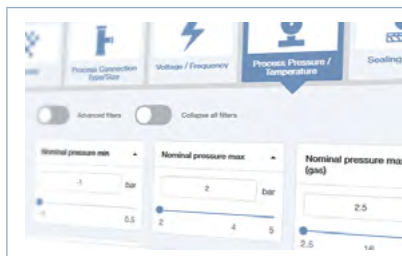 Process Connection
Type/Size
Voltage / Frequency
Process Pressure /
Temperature
Sealing
Advanced filters
Collapse all filters
Nominal pressure min
-1
bar
-1
0.5
Nominal pressure max
2
bar
2
4
5
Nominal pressure max
(gas)
2.5
2.5
16